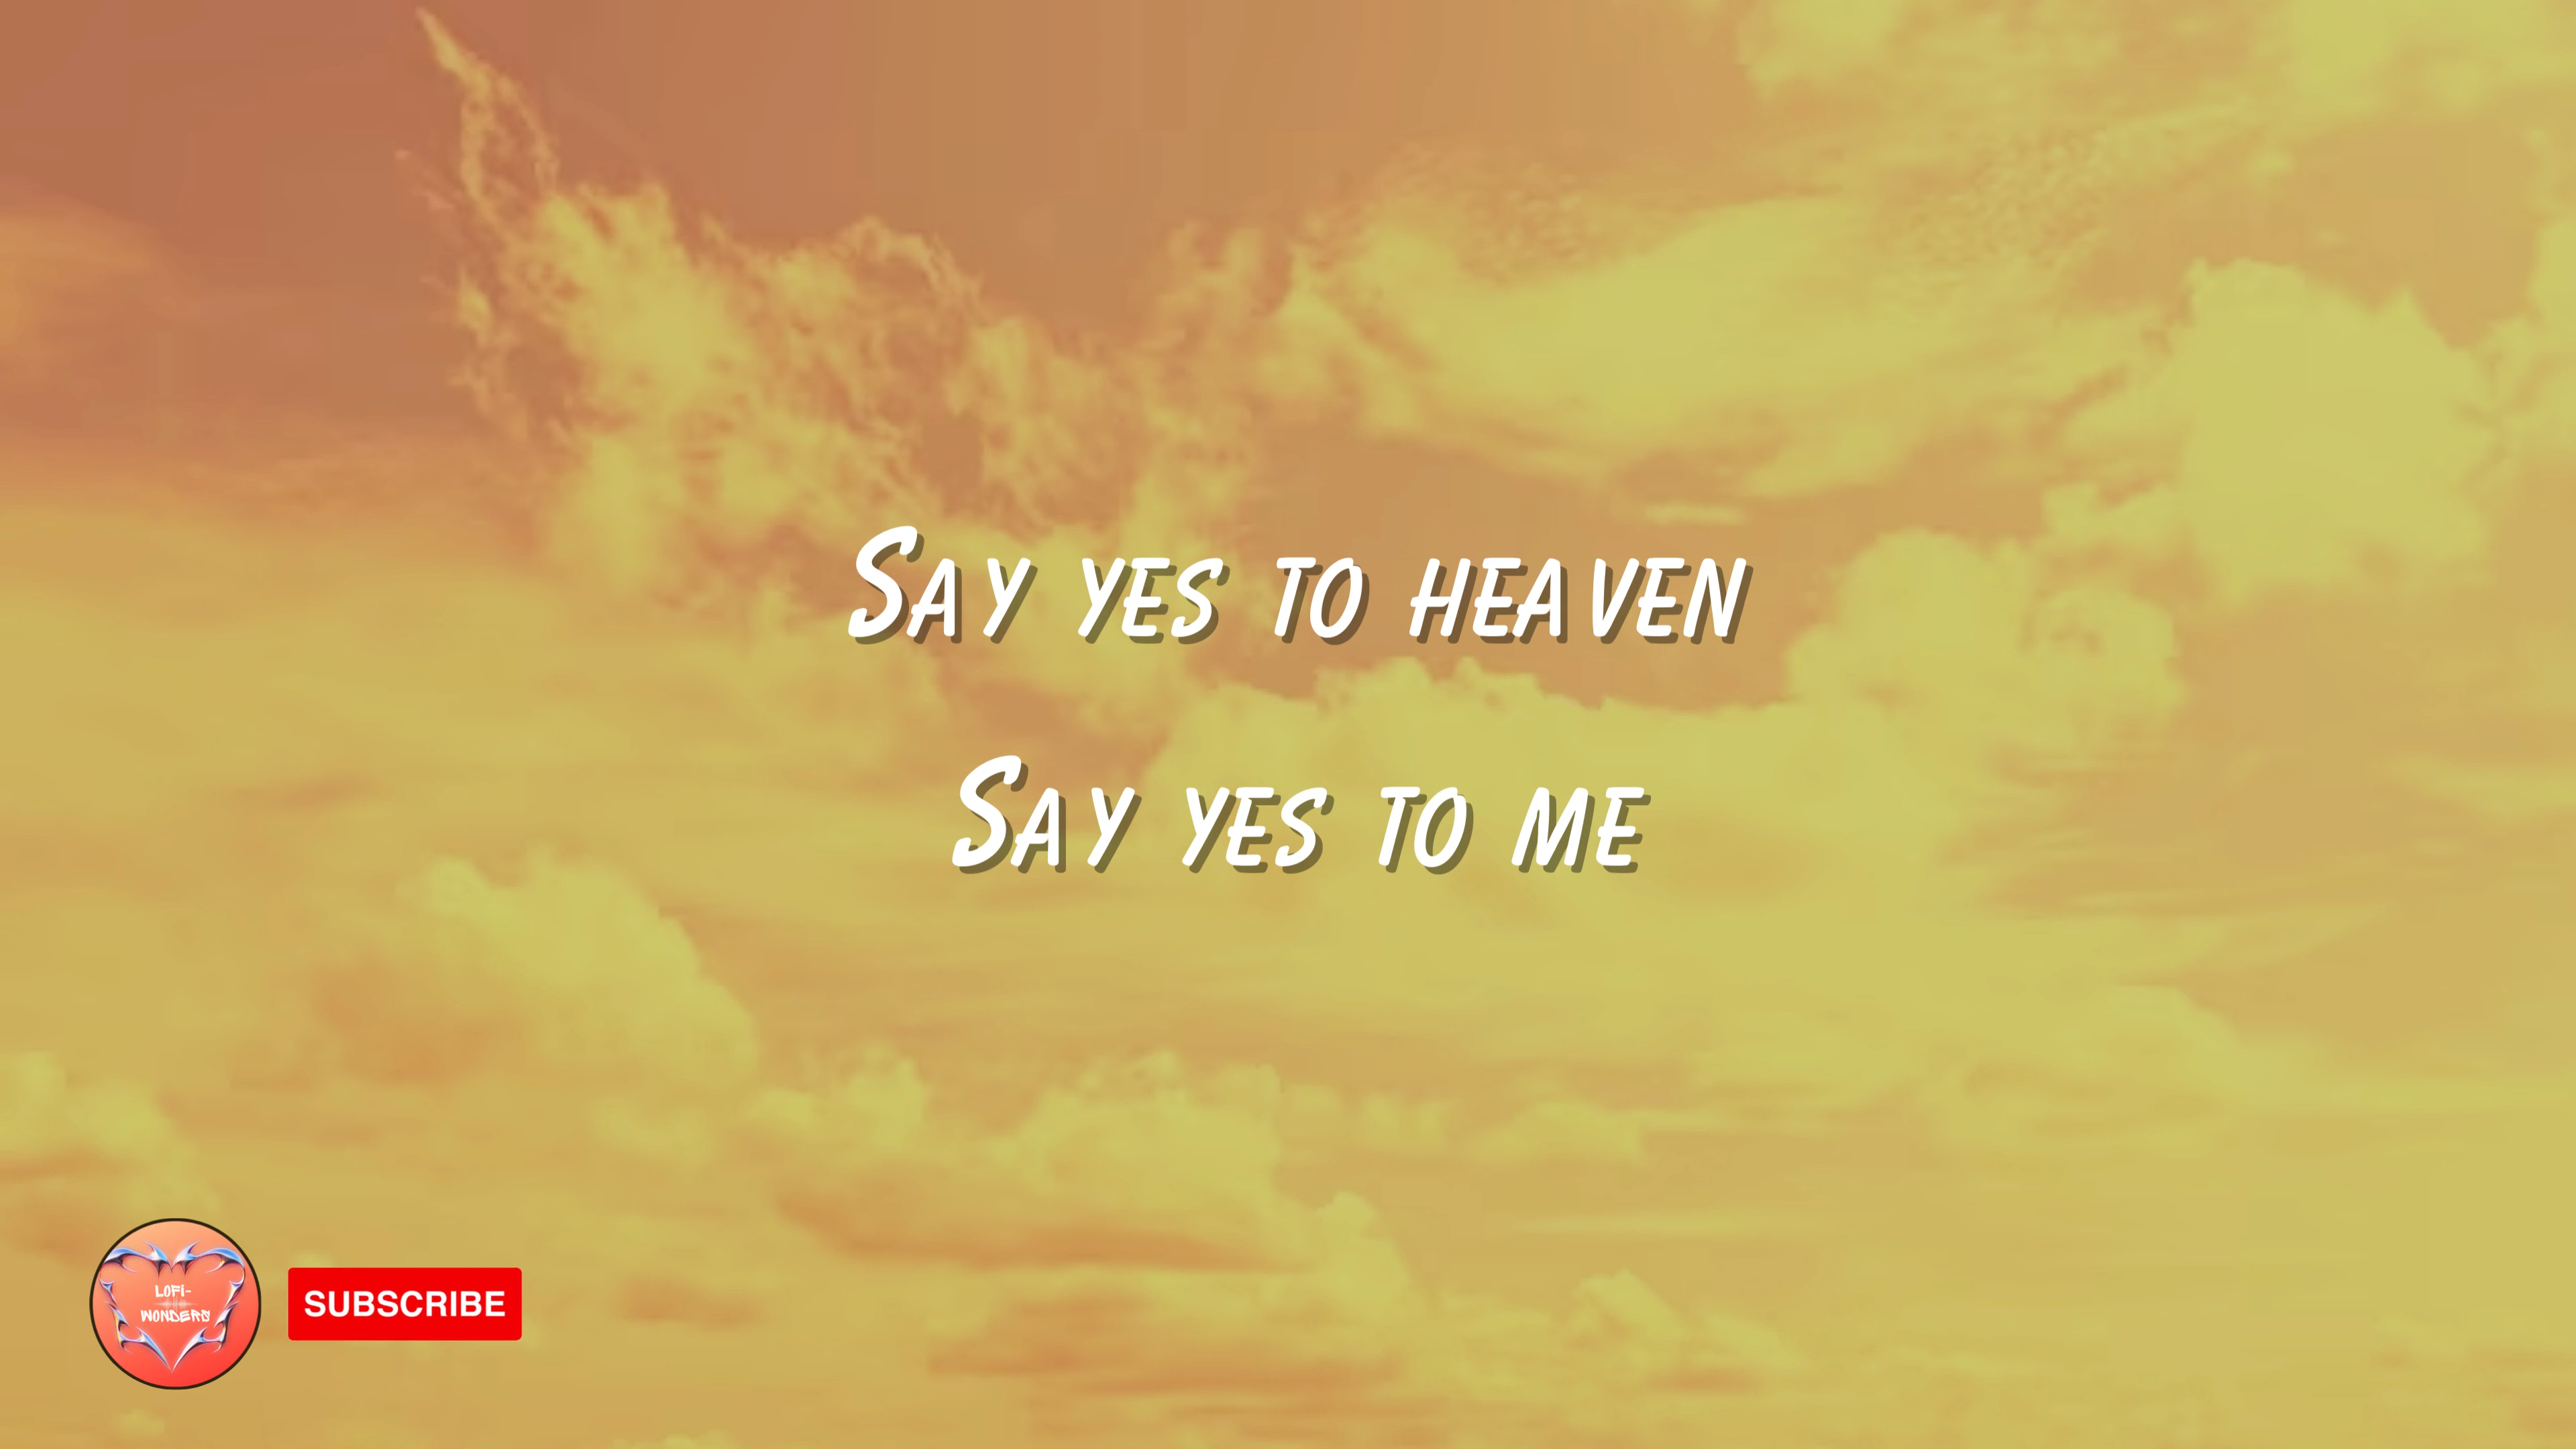 Say yes to heaven
Say yes to me
LOFI-
WONDERS
SUBSCRIBE